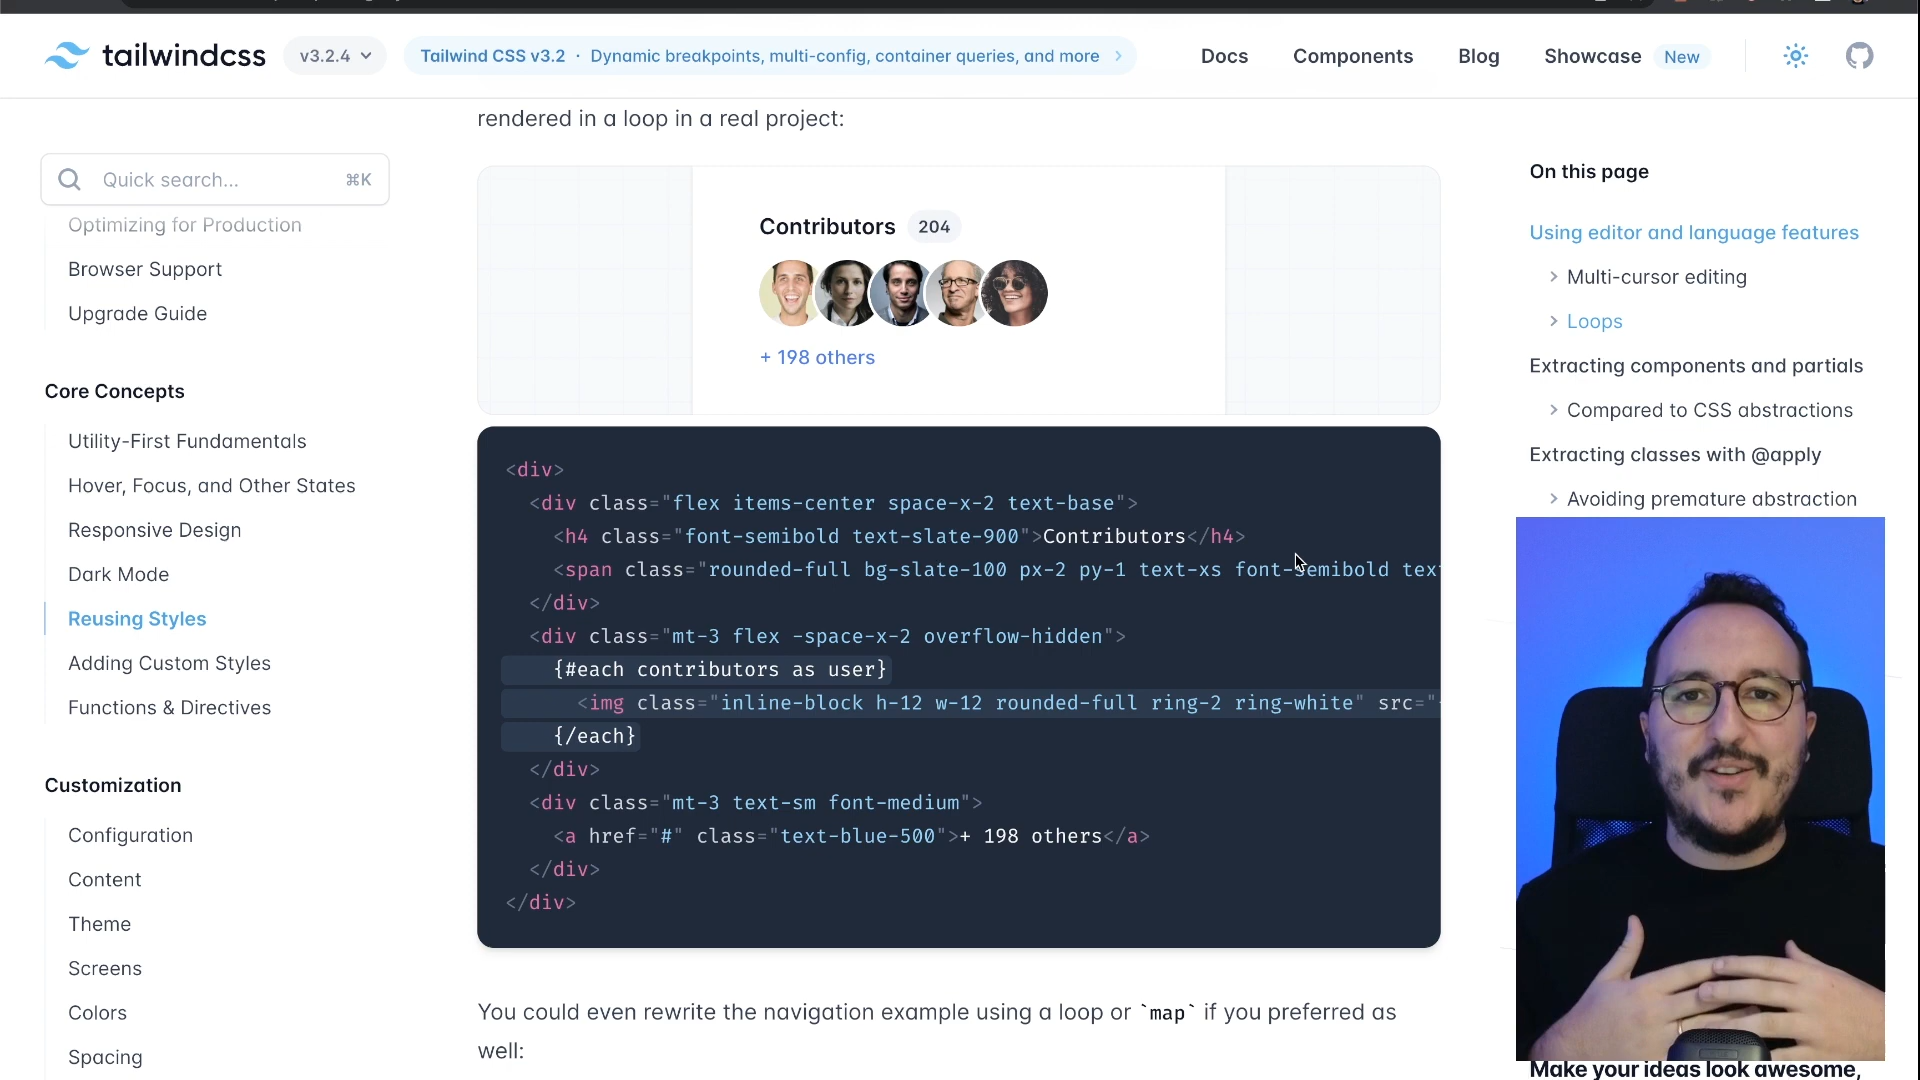 tailwindcss
v3.2.4
Tailwind CSS v3.2 · Dynamic breakpoints, multi-config, container queries, and more
Docs
Components
Blog
Showcase
New
Quick search...
⌘K
Optimizing for Production
Browser Support
Upgrade Guide
Core Concepts
Utility-First Fundamentals
Hover, Focus, and Other States
Responsive Design
Dark Mode
Reusing Styles
Adding Custom Styles
Functions & Directives
Customization
Configuration
Content
Theme
Screens
Colors
Spacing
rendered in a loop in a real project:
Contributors 204
+ 198 others
<div>
<div class="flex items-center space-x-2 text-base">
<h4 class="font-semibold text-slate-900">Contributors</h4>
<span class="rounded-full bg-slate-100 px-2 py-1 text-xs font-semibold tex
</div>
<div class="mt-3 flex -space-x-2 overflow-hidden">
{#each contributors as user}
<img class="inline-block h-12 w-12 rounded-full ring-2 ring-white" src="
{/each}
</div>
<div class="mt-3 text-sm font-medium">
<a href="#" class="text-blue-500">+ 198 others</a>
</div>
</div>
You could even rewrite the navigation example using a loop or `map` if you preferred as
well:
On this page
Using editor and language features
Multi-cursor editing
Loops
Extracting components and partials
Compared to CSS abstractions
Extracting classes with @apply
Avoiding premature abstraction
Make your ideas look awesome,